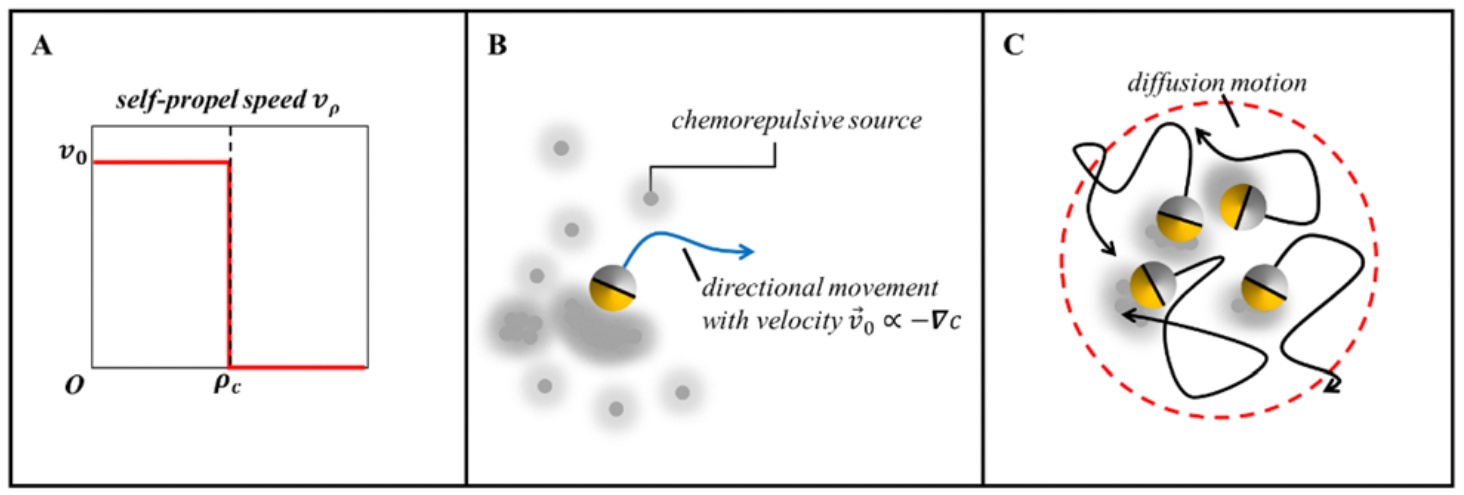 A
self-propel speed vρ
v0
O
ρc
B
chemorepulsive source
directional movement
with velocity v⃗0 ∝ −∇c
C
diffusion motion